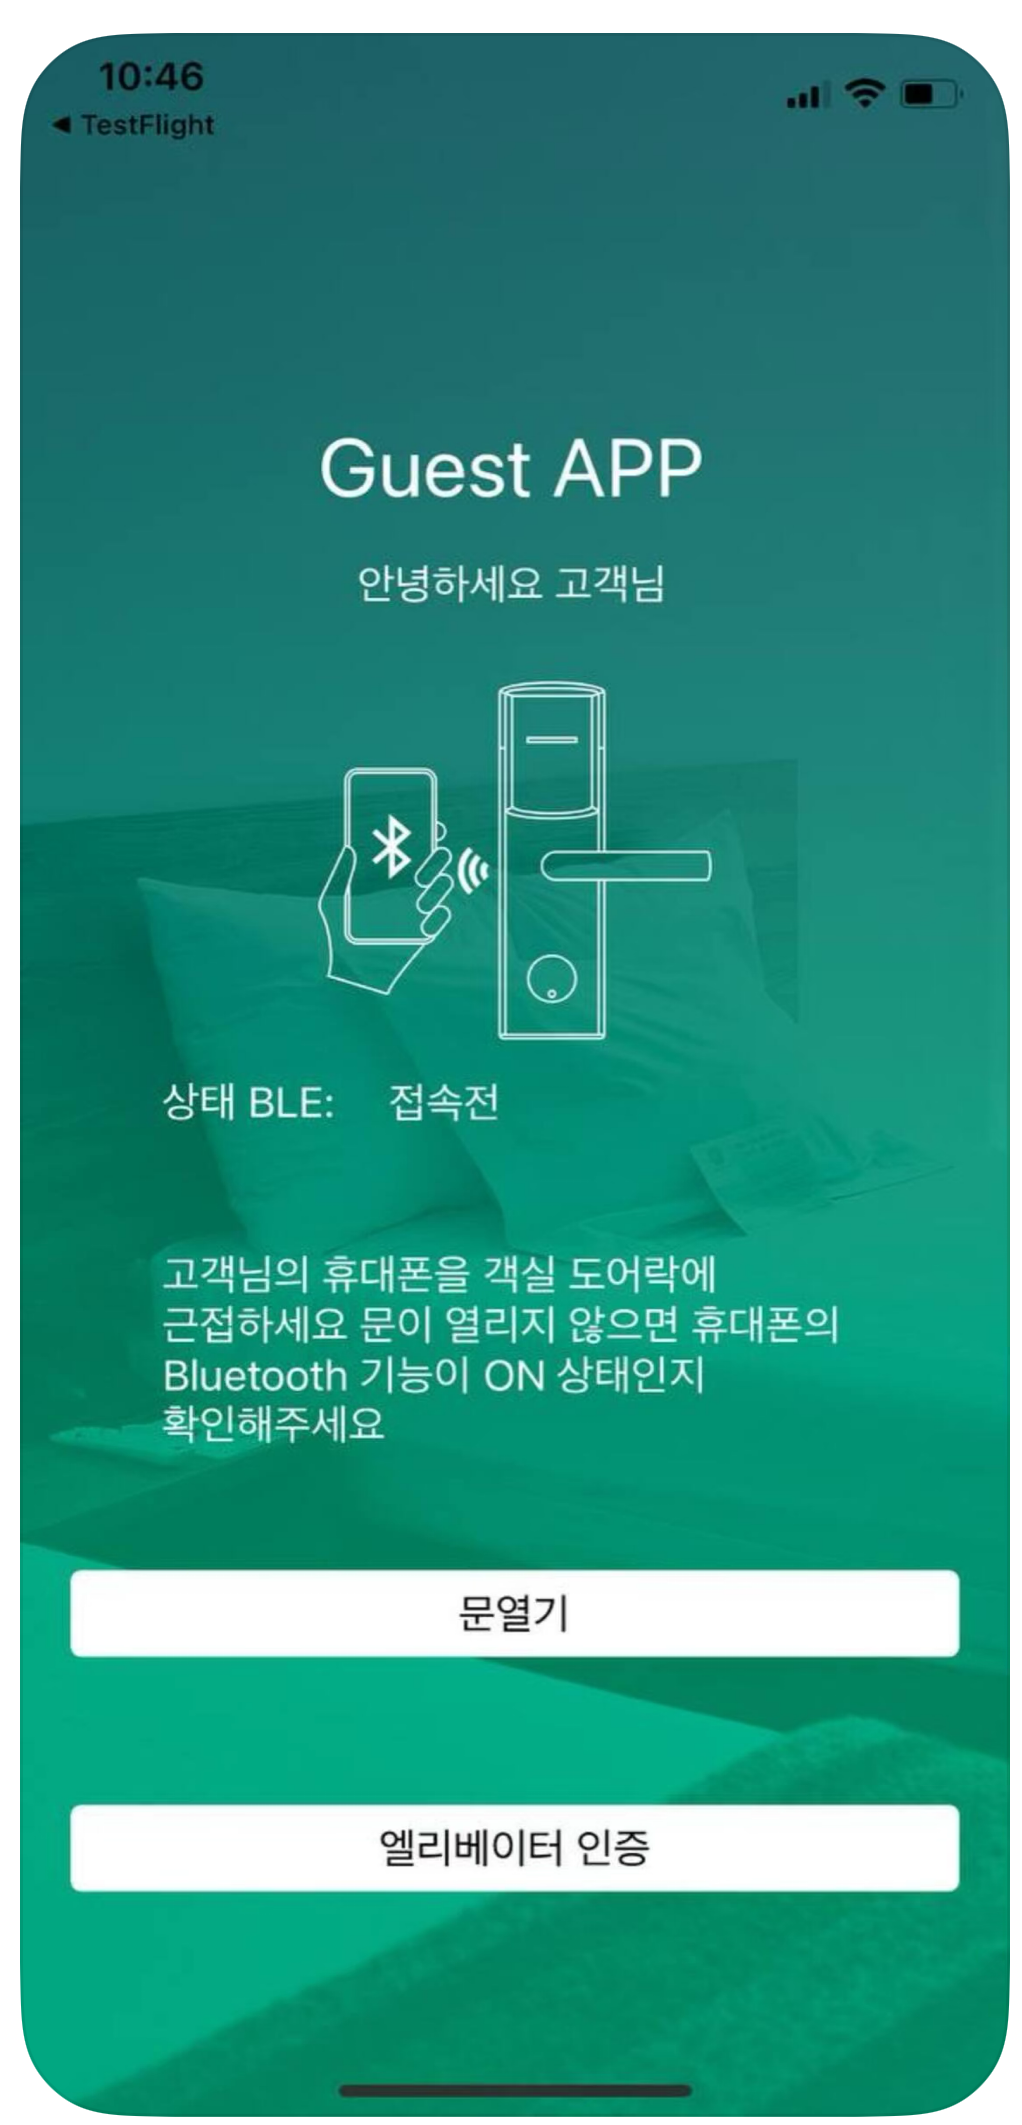 10:46
◀ TestFlight
Guest APP
안녕하세요 고객님
상태 BLE: 접속전
고객님의 휴대폰을 객실 도어락에
근접하세요 문이 열리지 않으면 휴대폰의
Bluetooth 기능이 ON 상태인지
확인해주세요
문열기
엘리베이터 인증